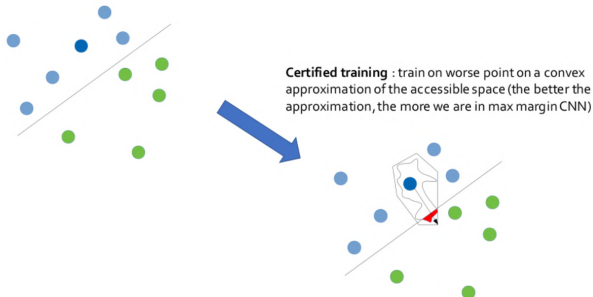 Certified training : train on worse point on a convex
approximation of the accessible space (the better the
approximation, the more we are in max margin CNN)